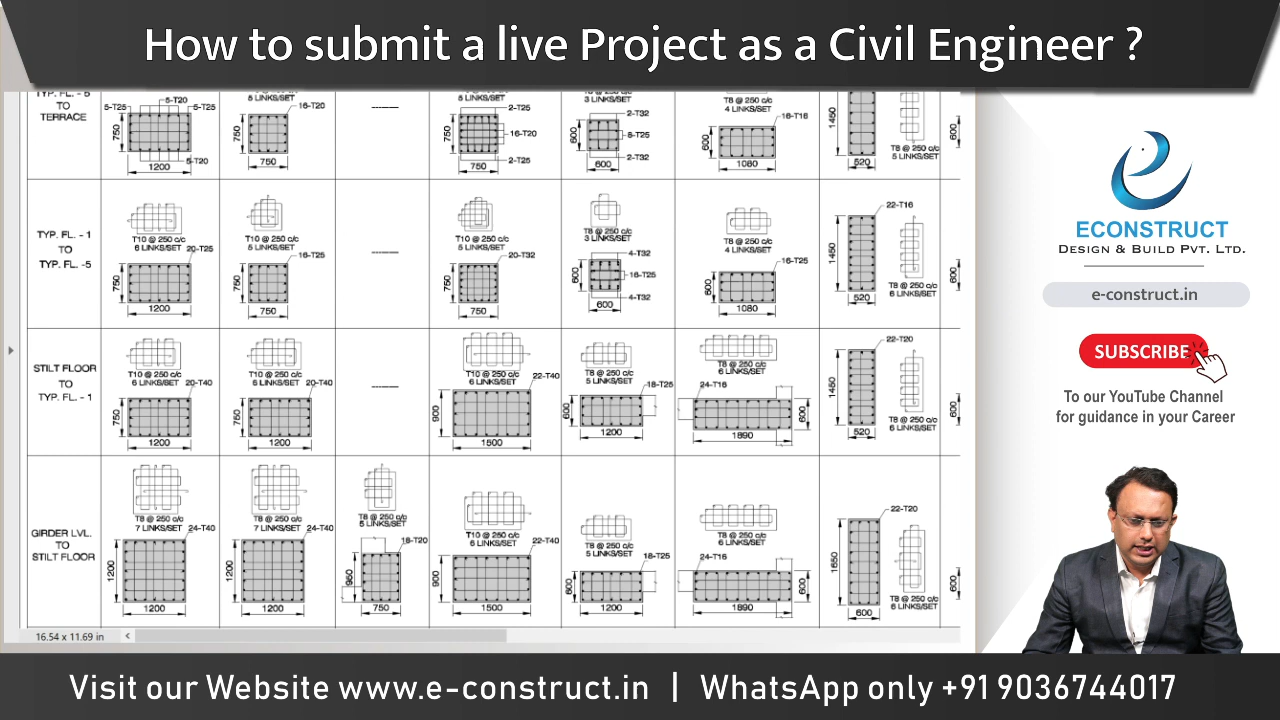 How to submit a live Project as a Civil Engineer ?
TYP. FL. - 5
TO
TERRACE
5-T25
5-T20
5-T25
5-T20
750
1200
5 LINKS/SET
16-T20
750
750
5 LINKS/SET
2-T25
16-T20
2-T25
750
3 LINKS/SET
2-T32
8-T25
2-T32
600
600
T8 @ 250 c/c
4 LINKS/SET
16-T16
600
1080
1450
520
T8 @ 250 c/c
5 LINKS/SET
600
TYP. FL. - 1
TO
TYP. FL. -5
T10 @ 250 c/c
6 LINKS/SET
20-T25
750
1200
T10 @ 250 c/c
5 LINKS/SET
16-T25
750
750
T10 @ 250 c/c
5 LINKS/SET
20-T32
750
750
T8 @ 250 c/c
3 LINKS/SET
4-T32
16-T25
4-T32
600
600
T8 @ 250 c/c
4 LINKS/SET
16-T25
600
1080
22-T16
1450
520
T8 @ 250 c/c
6 LINKS/SET
600
STILT FLOOR
TO
TYP. FL. - 1
T10 @ 250 c/c
6 LINKS/SET
20-T40
750
1200
T10 @ 250 c/c
6 LINKS/SET
20-T40
750
1200
T10 @ 250 c/c
6 LINKS/SET
22-T40
900
1500
T8 @ 250 c/c
5 LINKS/SET
18-T25
600
1200
T8 @ 250 c/c
6 LINKS/SET
24-T16
600
1890
22-T20
1450
520
T8 @ 250 c/c
6 LINKS/SET
600
GIRDER LVL.
TO
STILT FLOOR
T8 @ 250 c/c
7 LINKS/SET
24-T40
1200
1200
T8 @ 250 c/c
7 LINKS/SET
24-T40
1200
1200
T8 @ 250 c/c
5 LINKS/SET
18-T20
950
750
T10 @ 250 c/c
6 LINKS/SET
22-T40
900
1500
T8 @ 250 c/c
5 LINKS/SET
18-T25
600
1200
T8 @ 250 c/c
6 LINKS/SET
24-T16
600
1890
22-T20
1650
600
T8 @ 250 c/c
6 LINKS/SET
600
16.54 x 11.69 in
ECONSTRUCT
DESIGN & BUILD PVT. LTD.
e-construct.in
SUBSCRIBE
To our YouTube Channel
for guidance in your Career
Visit our Website www.e-construct.in | WhatsApp only +91 9036744017